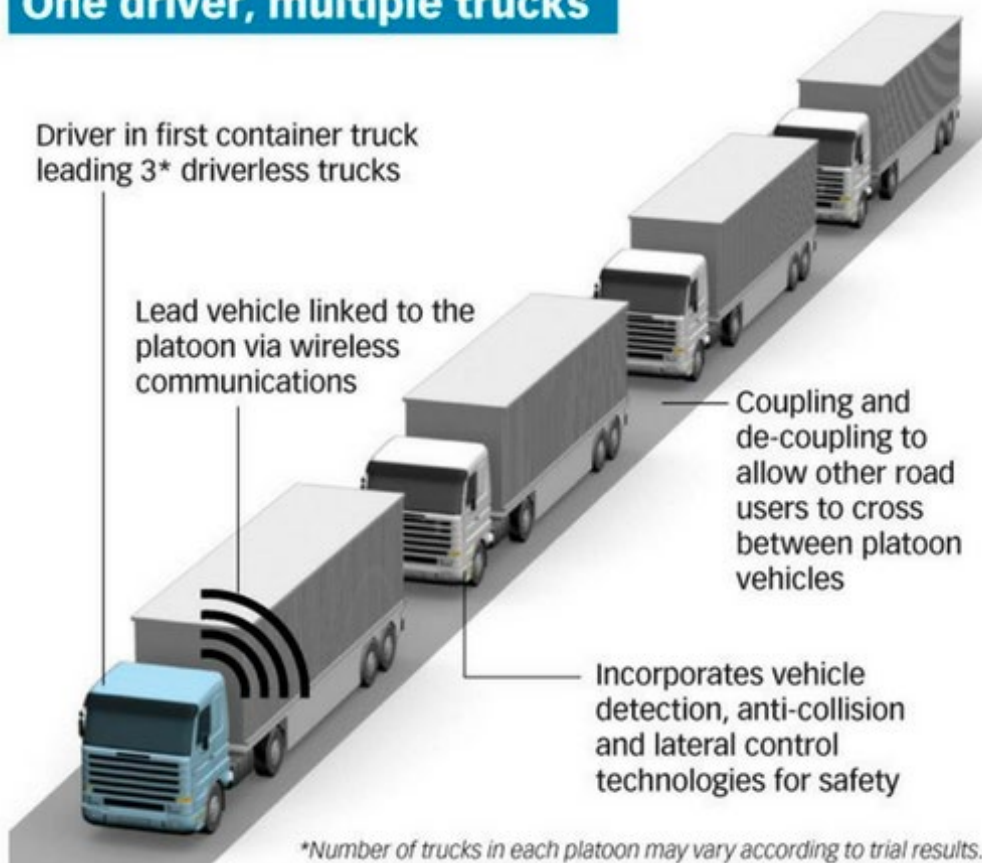 One driver, multiple trucks
Driver in first container truck
leading 3* driverless trucks
Lead vehicle linked to the
platoon via wireless
communications
Coupling and
de-coupling to
allow other road
users to cross
between platoon
vehicles
Incorporates vehicle
detection, anti-collision
and lateral control
technologies for safety
*Number of trucks in each platoon may vary according to trial results.